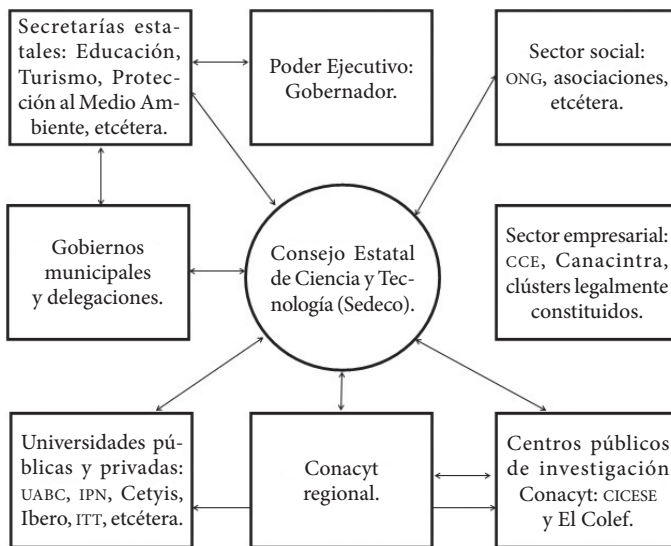 Secretarías esta-
tales: Educación,
Turismo, Protec-
ción al Medio Am-
biente, etcétera.
Poder Ejecutivo:
Gobernador.
Sector social:
ONG, asociaciones,
etcétera.
Gobiernos
municipales
y delegaciones.
Consejo Estatal
de Ciencia y Tec-
nología (Sedeco).
Sector empresarial:
CCE, Canacintra,
clústers legalmente
constituidos.
Universidades pú-
blicas y privadas:
UABC, IPN, Cetyis,
Ibero, ITT, etcétera.
Conacyt
regional.
Centros públicos
de investigación
Conacyt: CICESE
y El Colef.